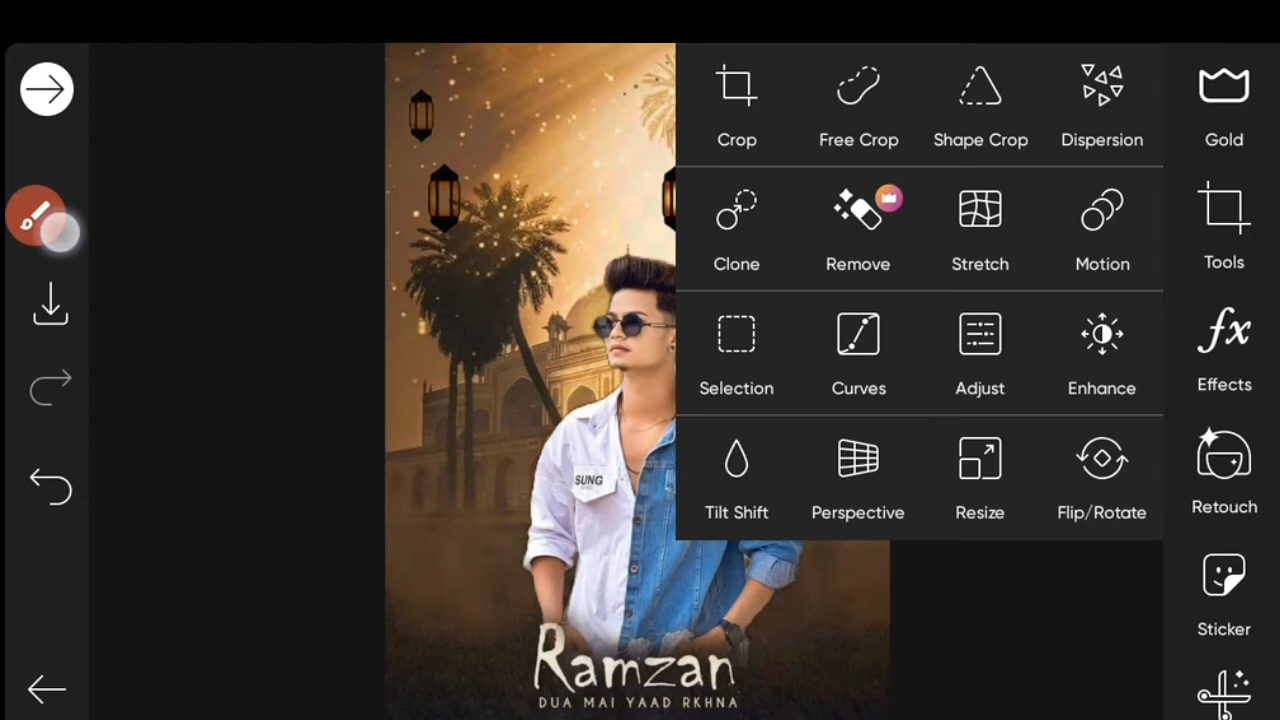 Crop
Free Crop
Shape Crop
Dispersion
Gold
Clone
Remove
Stretch
Motion
Tools
Selection
Curves
Adjust
Enhance
Effects
Tilt Shift
Perspective
Resize
Flip/Rotate
Retouch
SUNG
Sticker
Ramzan
DUA MAI YAAD RKHNA